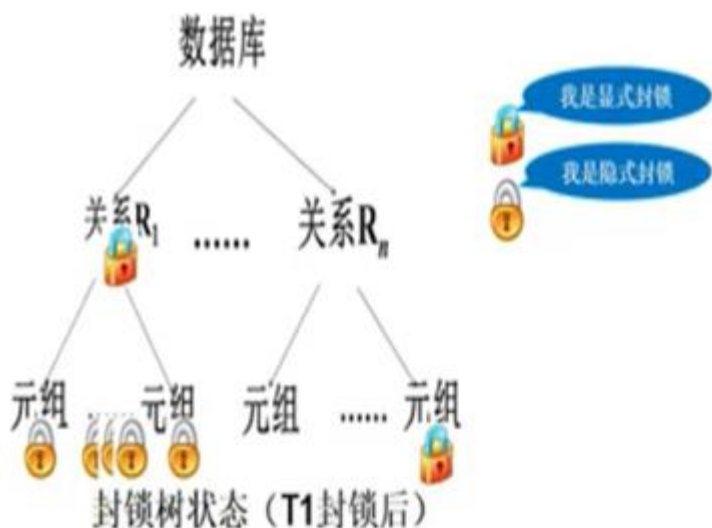 数据库
我是显式封锁
我是隐式封锁
关系R1 ...... 关系Rn
元组 ...... 元组 元组 ...... 元组
封锁树状态（T1封锁后）